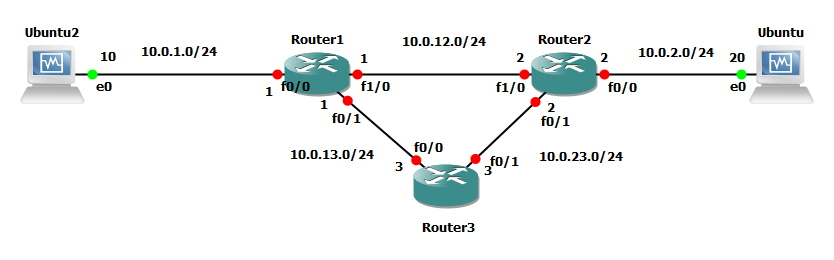 Ubuntu2
10
e0
10.0.1.0/24
Router1
1
f0/0
1
f1/0
1
f0/1
10.0.12.0/24
Router2
2
f1/0
2
f0/0
2
f0/1
10.0.2.0/24
Ubuntu
20
e0
10.0.13.0/24
f0/0
3
f0/1
3
10.0.23.0/24
Router3